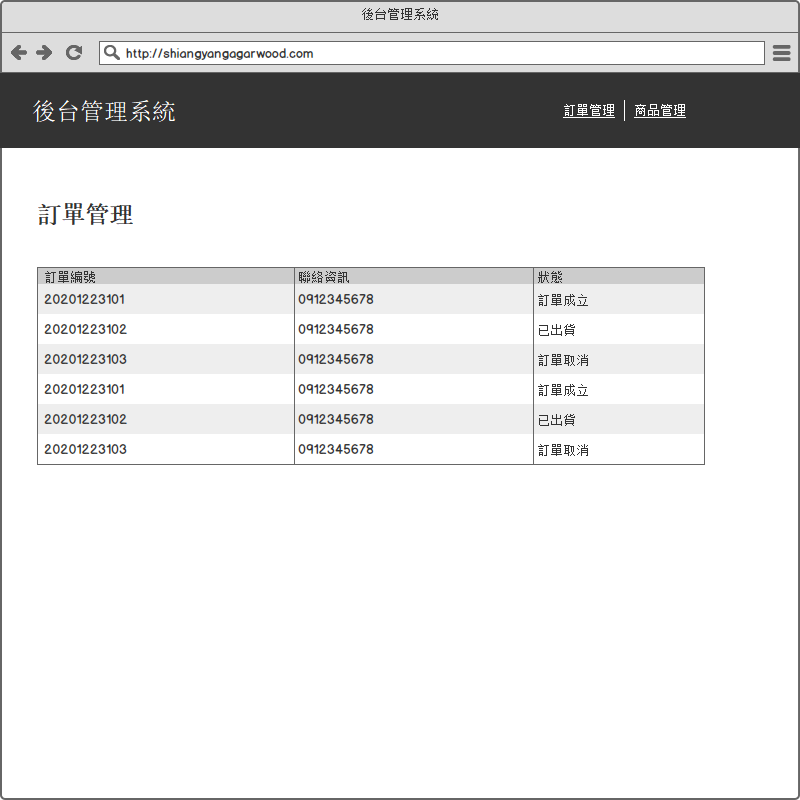 後台管理系統
http://shiangyangagarwood.com
後台管理系統 訂單管理 商品管理
訂單管理
訂單編號 聯絡資訊 狀態
20201223101 0912345678 訂單成立
20201223102 0912345678 已出貨
20201223103 0912345678 訂單取消
20201223101 0912345678 訂單成立
20201223102 0912345678 已出貨
20201223103 0912345678 訂單取消